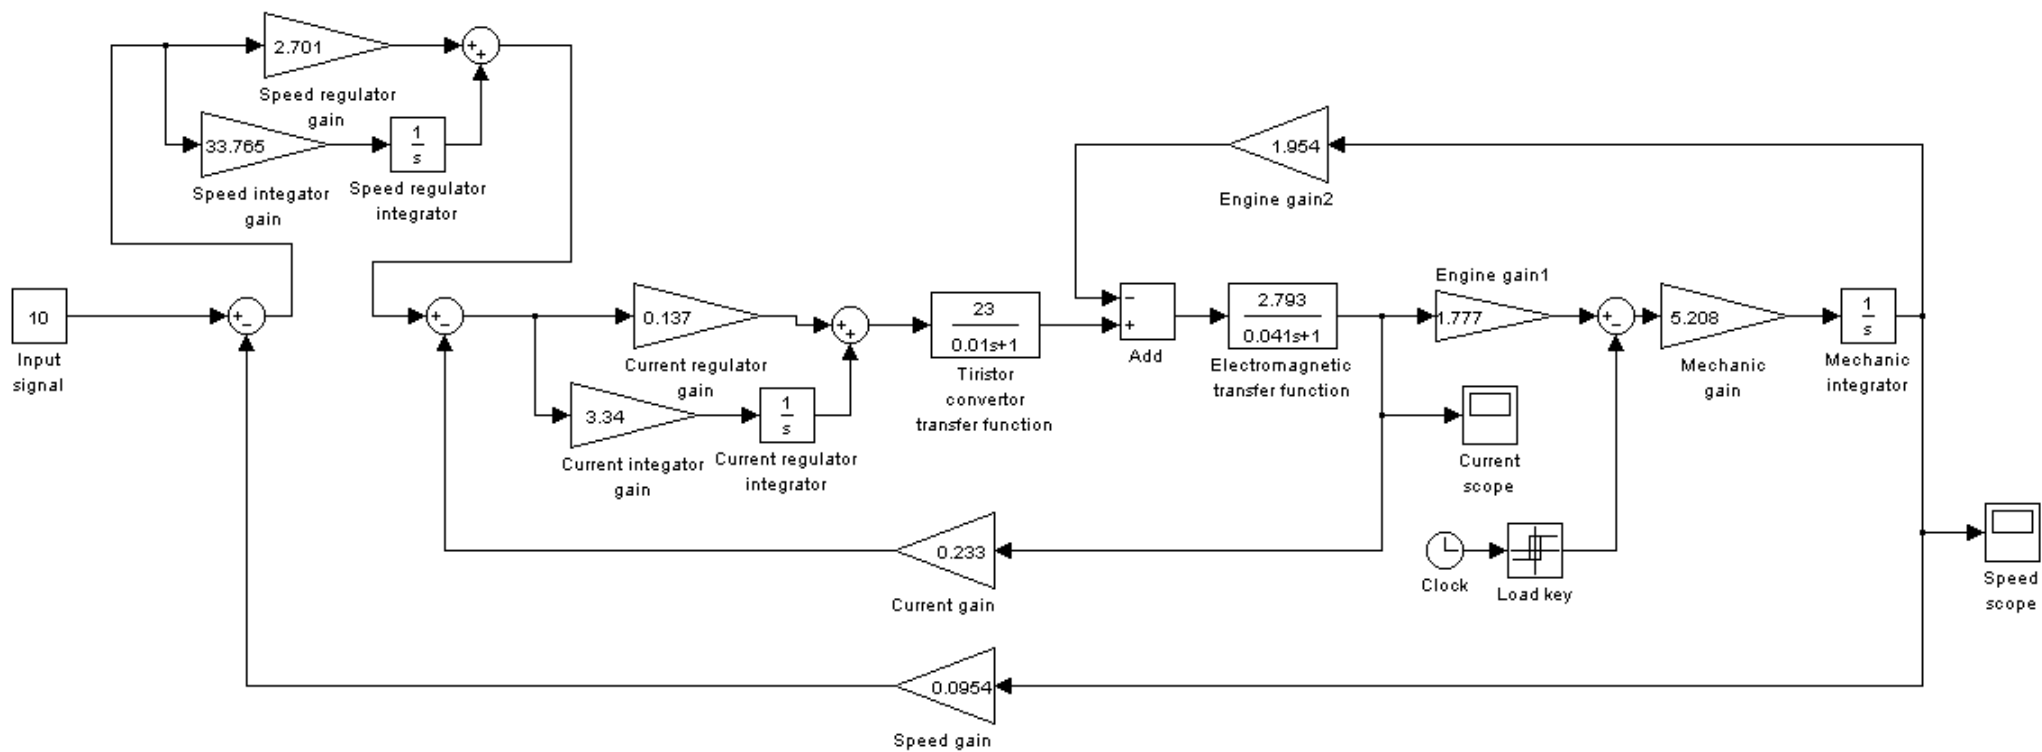 2.701
Speed regulator
gain
33.765
Speed integator
gain
1
s
Speed regulator
integrator
1.954
Engine gain2
10
Input
signal
0.137
Current regulator
gain
3.34
Current integator
gain
1
s
Current regulator
integrator
23
0.01s+1
Tiristor
convertor
transfer function
Add
2.793
0.041s+1
Electromagnetic
transfer function
Engine gain1
1.777
5.208
Mechanic
gain
1
s
Mechanic
integrator
Current
scope
0.233
Current gain
Clock
Load key
Speed
scope
0.0954
Speed gain